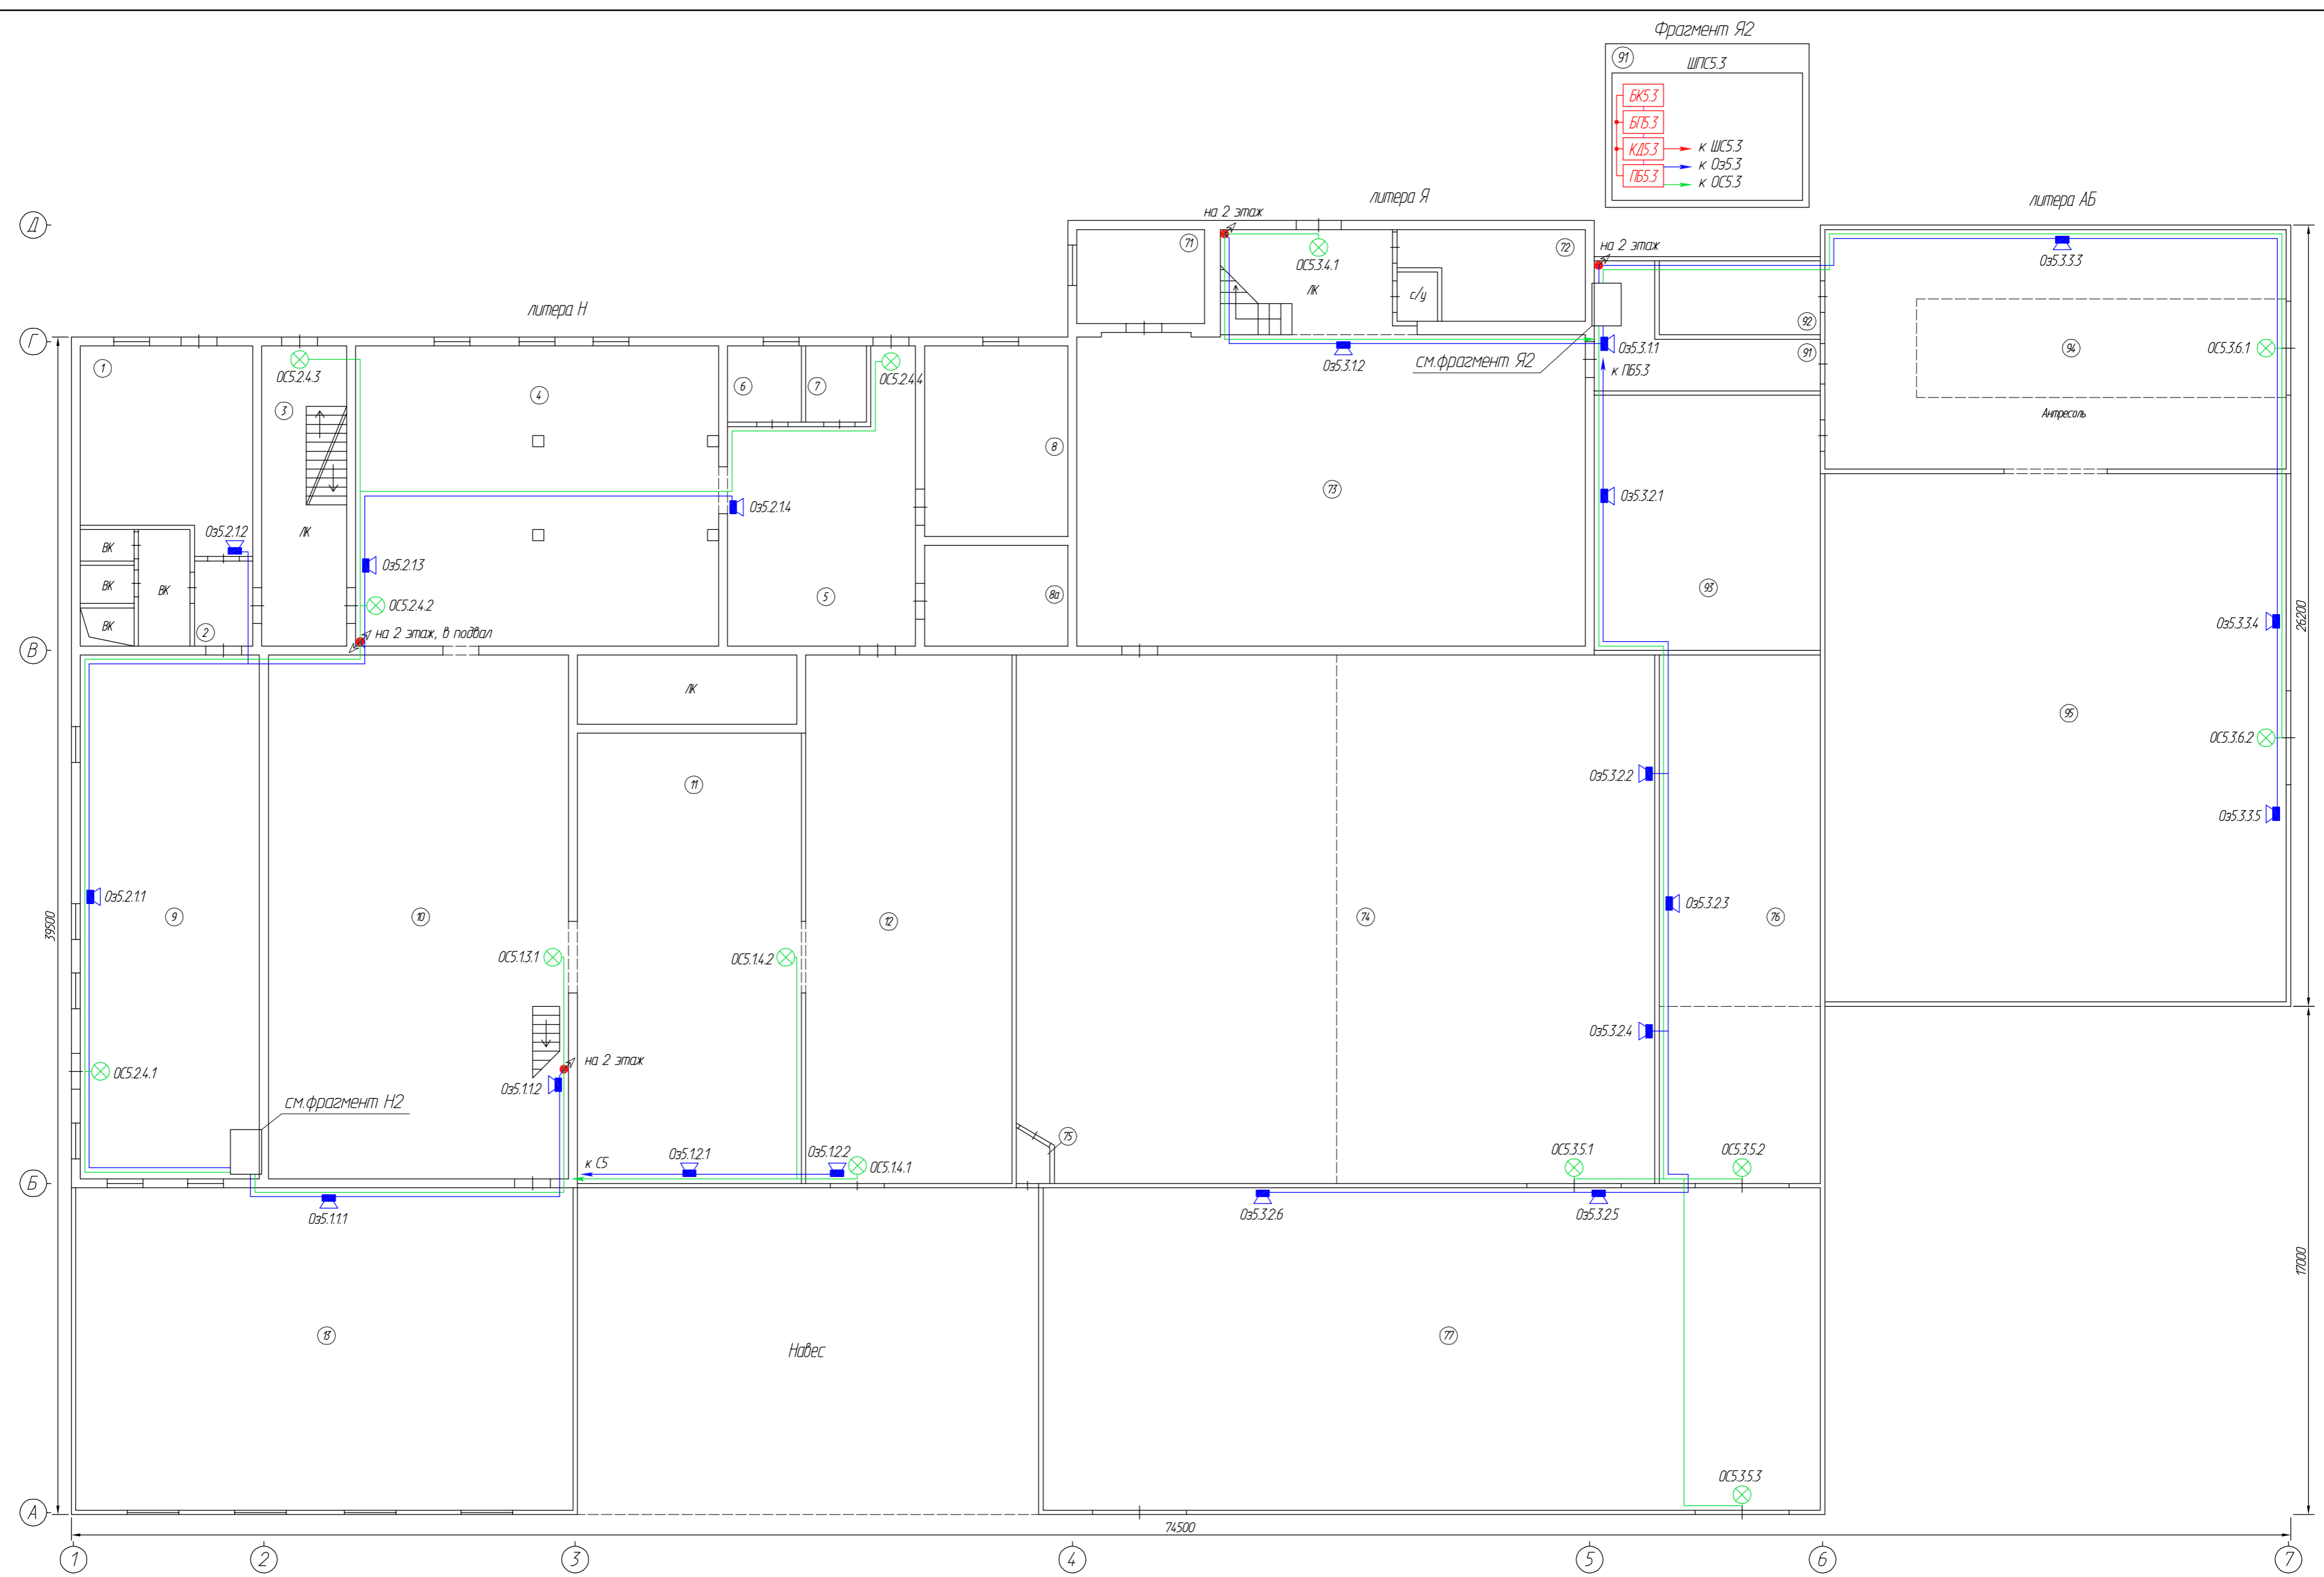 Фрагмент Я2
91
ШПС5.3
БК5.3
БП5.3
КД5.3
ПБ5.3
к ШС5.3
к Оз5.3
к ОС5.3
литера Н
литера Я
литера АБ
Д
Г
В
Б
А
на 2 этаж
71
ОС5.3.4.1
ЛК
с/у
72
на 2 этаж
Оз5.3.3.3
92
91
94
ОС5.3.6.1
Антресоль
Оз5.3.1.2
см.фрагмент Я2
Оз5.3.1.1
к ПБ5.3
1
ОС5.2.4.3
3
4
6
7
ОС5.2.4.4
8
73
Оз5.3.2.1
Оз5.2.1.2
ЛК
Оз5.2.1.4
ВК
ВК
ВК
ВК
2
Оз5.2.1.3
ОС5.2.4.2
на 2 этаж, в подвал
5
8а
93
Оз5.3.3.4
26200
ЛК
95
ОС5.3.6.2
11
Оз5.3.2.2
Оз5.3.3.5
Оз5.2.1.1
9
10
12
74
Оз5.3.2.3
76
39500
ОС5.1.3.1
ОС5.1.4.2
Оз5.3.2.4
ОС5.2.4.1
на 2 этаж
Оз5.1.1.2
см.фрагмент Н2
75
к С5
Оз5.1.2.1
Оз5.1.2.2
ОС5.1.4.1
ОС5.3.5.1
ОС5.3.5.2
Оз5.1.1.1
Оз5.3.2.6
Оз5.3.2.5
17000
13
Навес
77
ОС5.3.5.3
74500
1
2
3
4
5
6
7